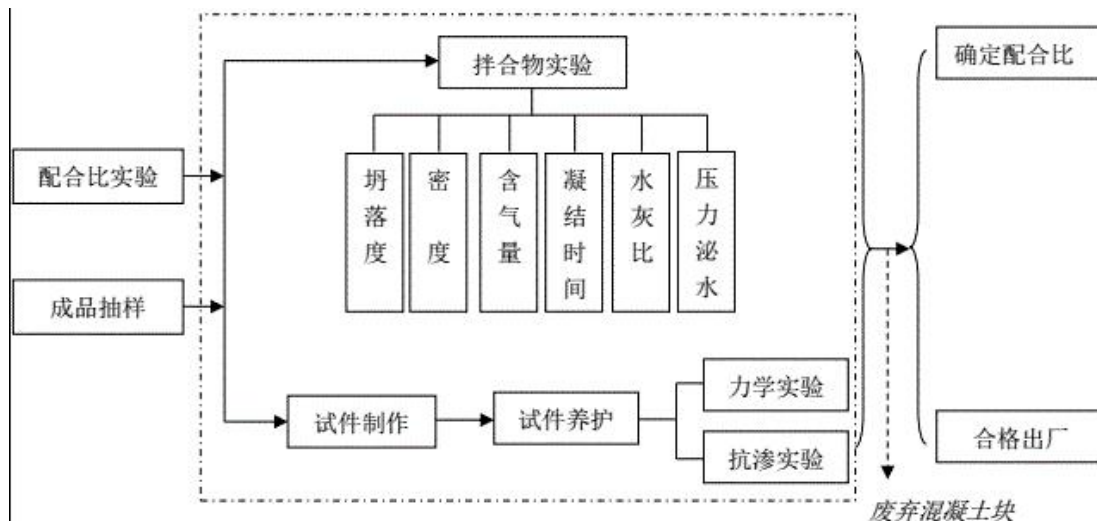 拌合物实验
确定配合比
配合比实验
坍落度
密度
含气量
凝结时间
水灰比
压力泌水
成品抽样
力学实验
试件制作
试件养护
抗渗实验
合格出厂
废弃混凝土块